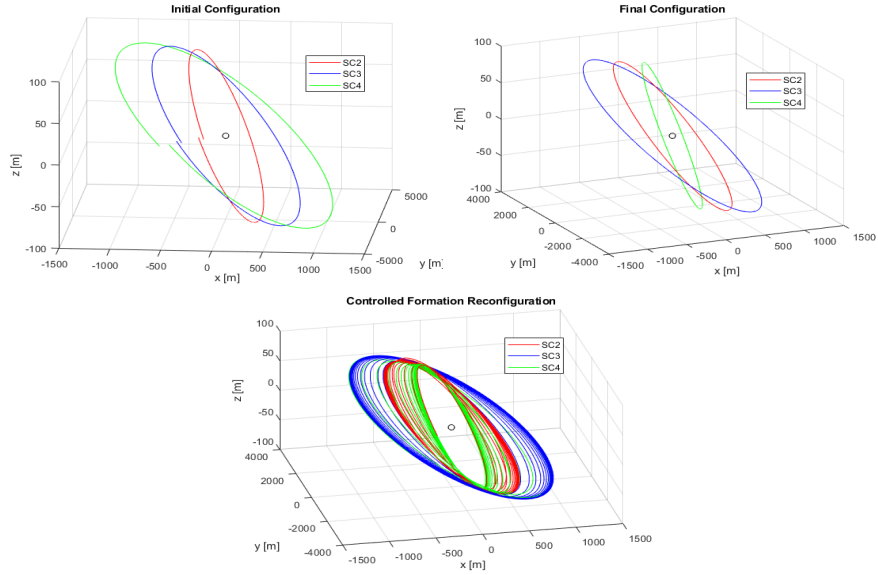 Initial Configuration
SC2
SC3
SC4
100
50
0
-50
-100
z [m]
-1500
-1000
-500
0
500
1000
1500
x [m]
5000
0
-5000
y [m]
Final Configuration
SC2
SC3
SC4
100
50
0
-50
-100
z [m]
4000
2000
0
-2000
-4000
y [m]
-1500
-1000
-500
0
500
1000
1500
x [m]
Controlled Formation Reconfiguration
SC2
SC3
SC4
100
50
0
-50
-100
z [m]
4000
2000
0
-2000
-4000
y [m]
-1500
-1000
-500
0
500
1000
1500
x [m]